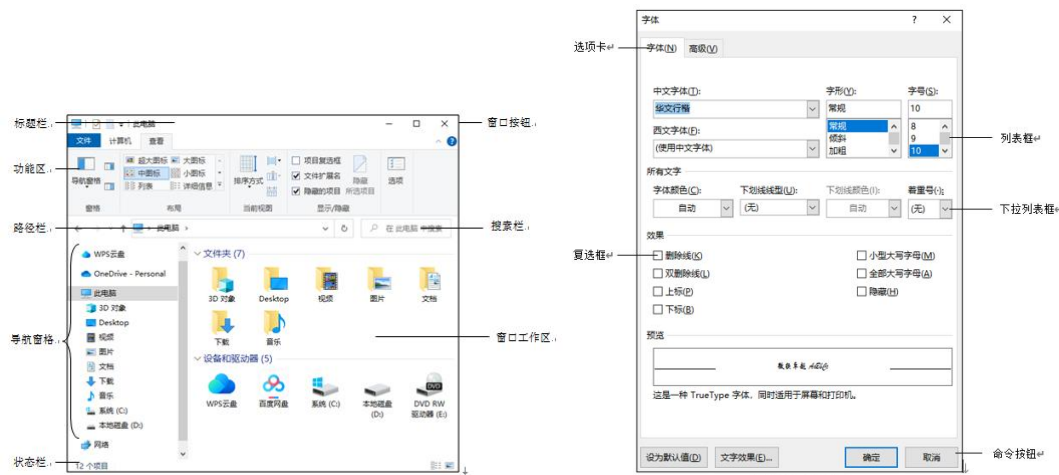 标题栏
此电脑
窗口按钮
文件 计算机 查看
功能区
导航窗格
窗格
超大图标 大图标
中图标 小图标
列表 详细信息
布局
排序方式
当前视图
项目复选框
文件扩展名
隐藏的项目
隐藏
所选项目
显示/隐藏
选项
路径栏
此电脑
在 此电脑 中搜索
搜索栏
导航窗格
WPS云盘
OneDrive - Personal
此电脑
3D 对象
Desktop
视频
图片
文档
下载
音乐
系统 (C:)
本地磁盘 (D:)
网络
文件夹 (7)
3D 对象 Desktop 视频 图片 文档
下载 音乐
窗口工作区
设备和驱动器 (5)
WPS云盘 百度网盘 系统 (C:) 本地磁盘 (D:) DVD RW 驱动器 (E:)
状态栏
12 个项目
字体 ? ×
选项卡
字体(N) 高级(V)
中文字体(T): 字形(Y): 字号(S):
华文行楷 常规 10
西文字体(F):
(使用中文字体)
常规
倾斜
加粗
8
9
10
列表框
所有文字
字体颜色(C): 下划线线型(U): 下划线颜色(I): 着重号(·):
自动 (无) 自动 (无)
下拉列表框
效果
复选框
删除线(K) 小型大写字母(M)
双删除线(L) 全部大写字母(A)
上标(P) 隐藏(H)
下标(B)
预览
这是一种 TrueType 字体，同时适用于屏幕和打印机。
设为默认值(D) 文字效果(E)... 确定 取消
命令按钮